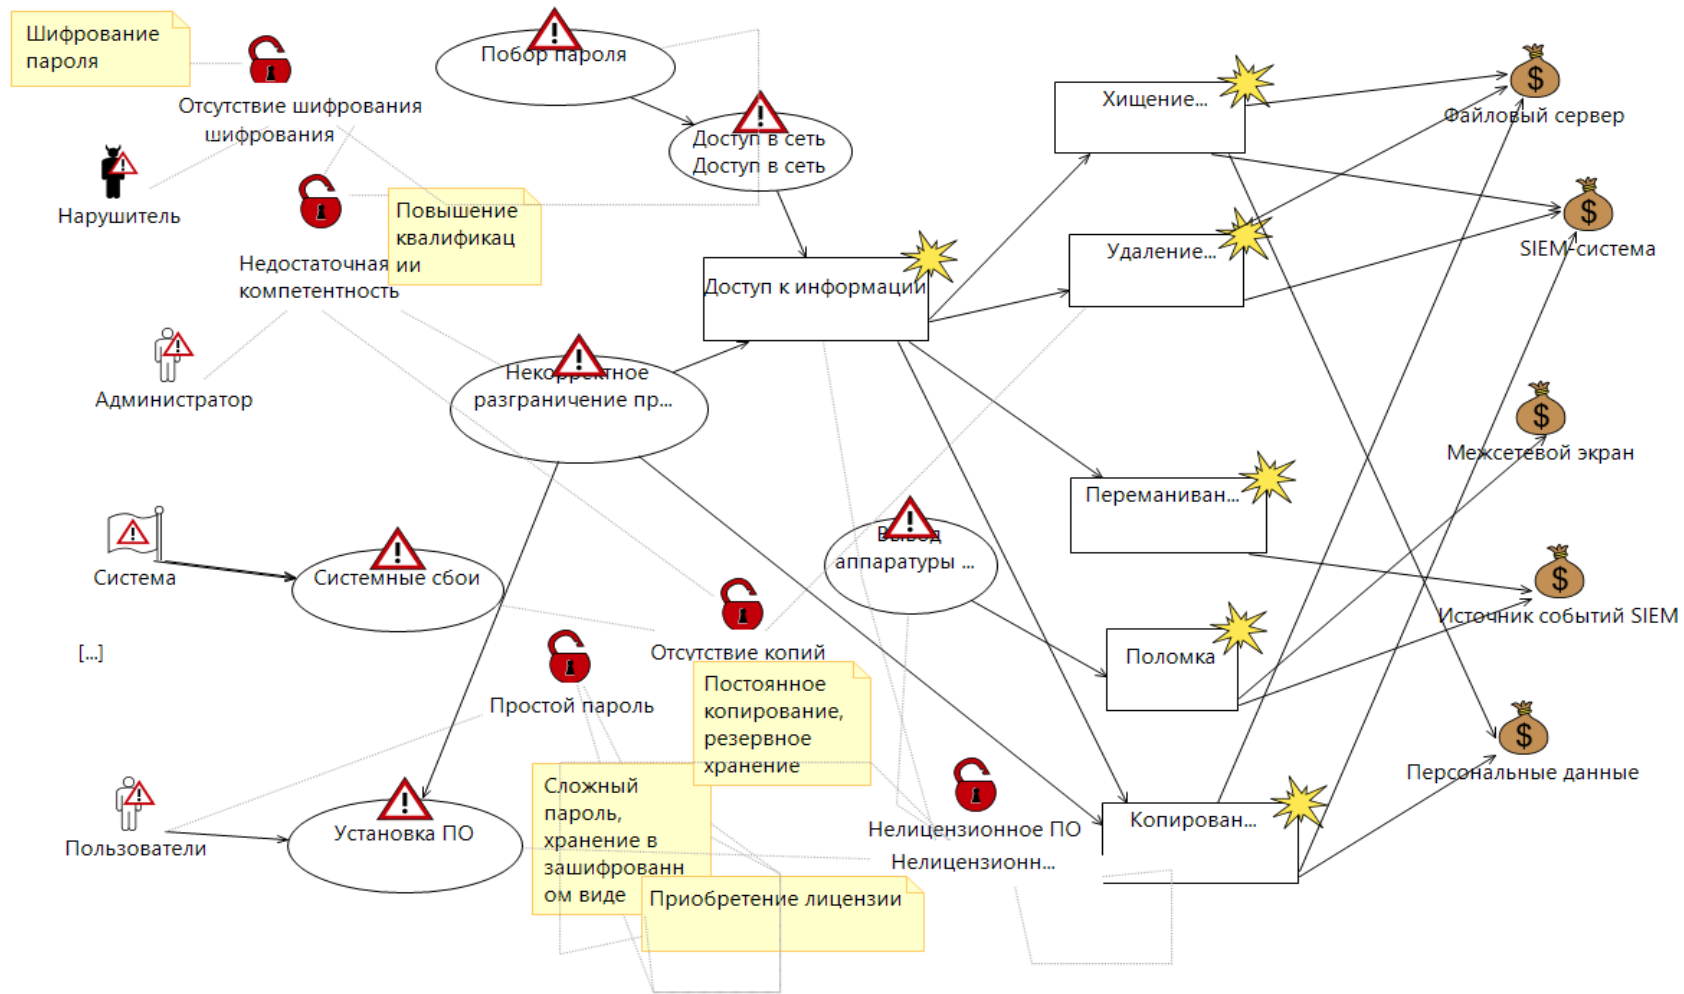 Шифрование
пароля
Отсутствие шифрования
шифрования
Нарушитель
Побор пароля
Доступ в сеть
Доступ в сеть
Повышение
квалификац
ии
Недостаточная
компетентность
Администратор
Некорректное
разграничение пр...
Доступ к информации
Хищение...
Удаление...
Файловый сервер
SIEM-система
Межсетевой экран
Переманиван...
Вывод
аппаратуры ...
Система
Системные сбои
[...]
Источник событий SIEM
Поломка
Отсутствие копий
Простой пароль
Постоянное
копирование,
резервное
хранение
Персональные данные
Сложный
пароль,
хранение в
зашифрованн
ом виде
Пользователи
Установка ПО
Нелицензионное ПО
Нелицензионн...
Копирован...
Приобретение лицензии